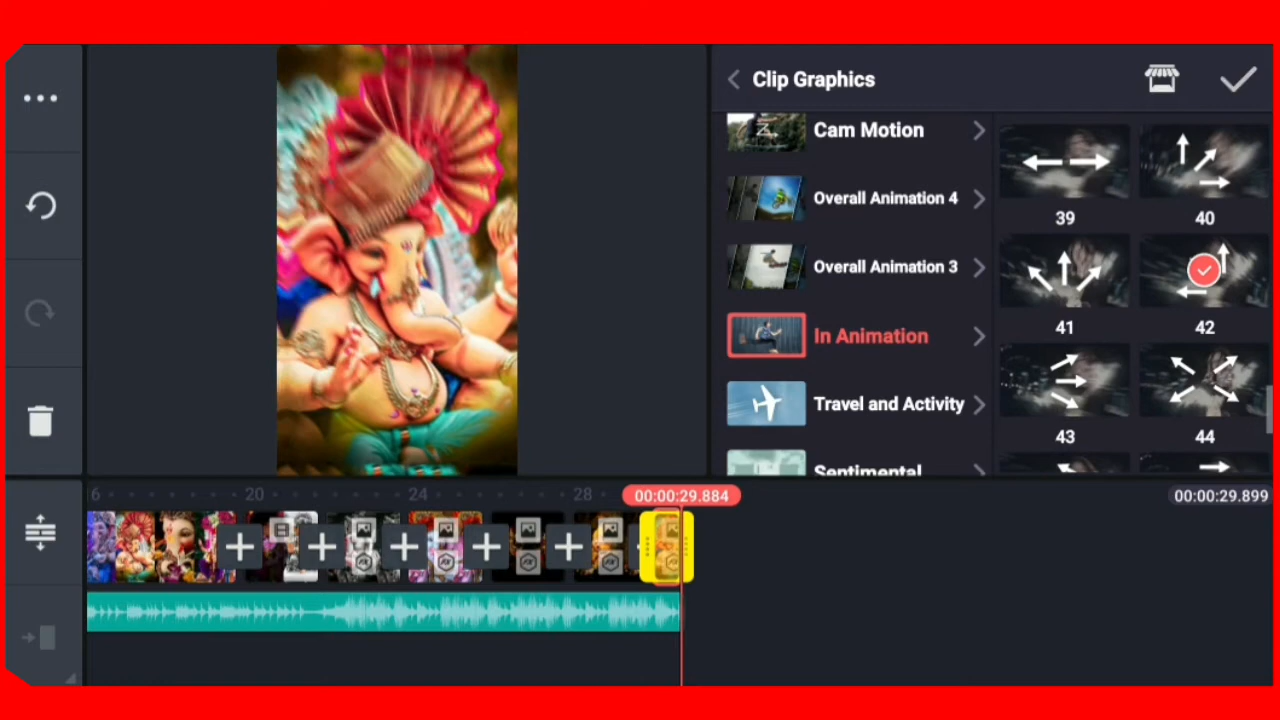 Clip Graphics
Cam Motion
Overall Animation 4
Overall Animation 3
In Animation
Travel and Activity
Sentimental
39
40
41
42
43
44
6
20
24
28
00:00:29.884
00:00:29.899